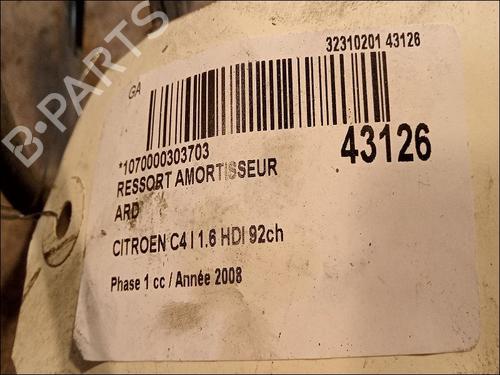 B-PARTS
GA
32310201 43126
*1070000303703
43126
RESSORT AMORTISSEUR
ARD
CITROEN C4 I 1.6 HDI 92ch
Phase 1 cc / Année 2008